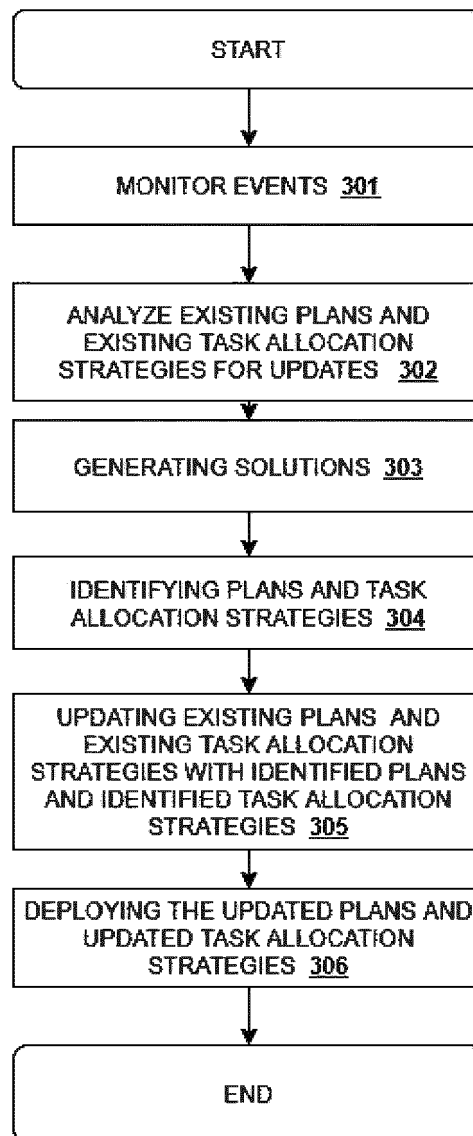 START
MONITOR EVENTS 301
ANALYZE EXISTING PLANS AND
EXISTING TASK ALLOCATION
STRATEGIES FOR UPDATES 302
GENERATING SOLUTIONS 303
IDENTIFYING PLANS AND TASK
ALLOCATION STRATEGIES 304
UPDATING EXISTING PLANS AND
EXISTING TASK ALLOCATION
STRATEGIES WITH IDENTIFIED PLANS
AND IDENTIFIED TASK ALLOCATION
STRATEGIES 305
DEPLOYING THE UPDATED PLANS AND
UPDATED TASK ALLOCATION
STRATEGIES 306
END